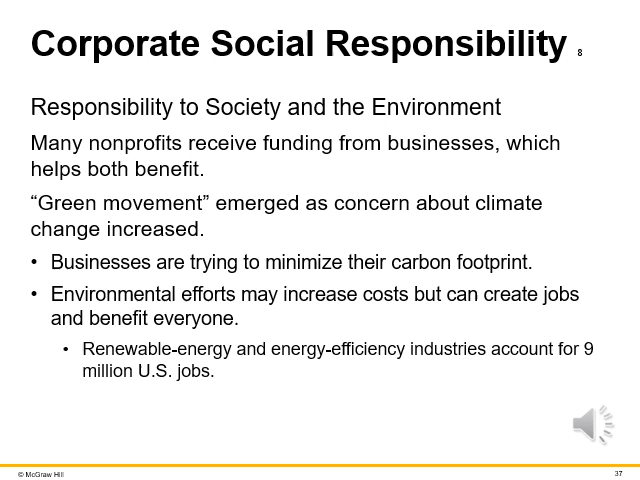 Corporate Social Responsibility 8
Responsibility to Society and the Environment
Many nonprofits receive funding from businesses, which
helps both benefit.
“Green movement” emerged as concern about climate
change increased.
• Businesses are trying to minimize their carbon footprint.
• Environmental efforts may increase costs but can create jobs
and benefit everyone.
• Renewable-energy and energy-efficiency industries account for 9
million U.S. jobs.
© McGraw Hill
37